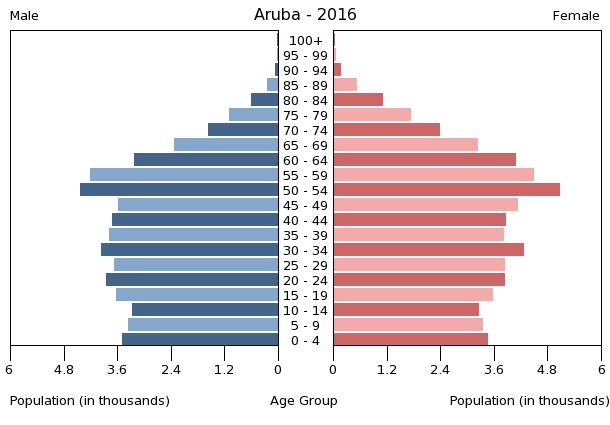 Male Aruba - 2016 Female
100+
95 - 99
90 - 94
85 - 89
80 - 84
75 - 79
70 - 74
65 - 69
60 - 64
55 - 59
50 - 54
45 - 49
40 - 44
35 - 39
30 - 34
25 - 29
20 - 24
15 - 19
10 - 14
5 - 9
0 - 4
6 4.8 3.6 2.4 1.2 0 0 1.2 2.4 3.6 4.8 6
Population (in thousands) Age Group Population (in thousands)